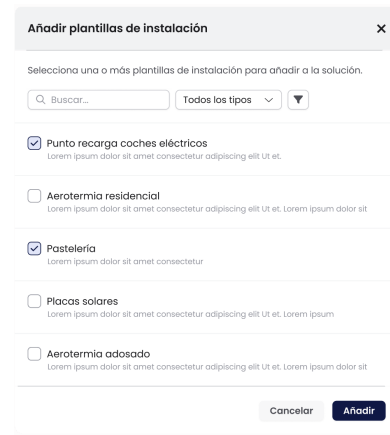 Añadir plantillas de instalación
Selecciona una o más plantillas de instalación para añadir a la solución.
Buscar...
Todos los tipos
Punto recarga coches eléctricos
Lorem ipsum dolor sit amet consectetur adipiscing elit Ut et.
Aerotermia residencial
Lorem ipsum dolor sit amet consectetur adipiscing elit Ut et. Lorem ipsum dolor sit
Pastelería
Lorem ipsum dolor sit amet consectetur
Placas solares
Lorem ipsum dolor sit amet consectetur adipiscing elit Ut et. Lorem ipsum
Aerotermia adosado
Lorem ipsum dolor sit amet consectetur adipiscing elit Ut et. Lorem ipsum dolor sit
Cancelar
Añadir